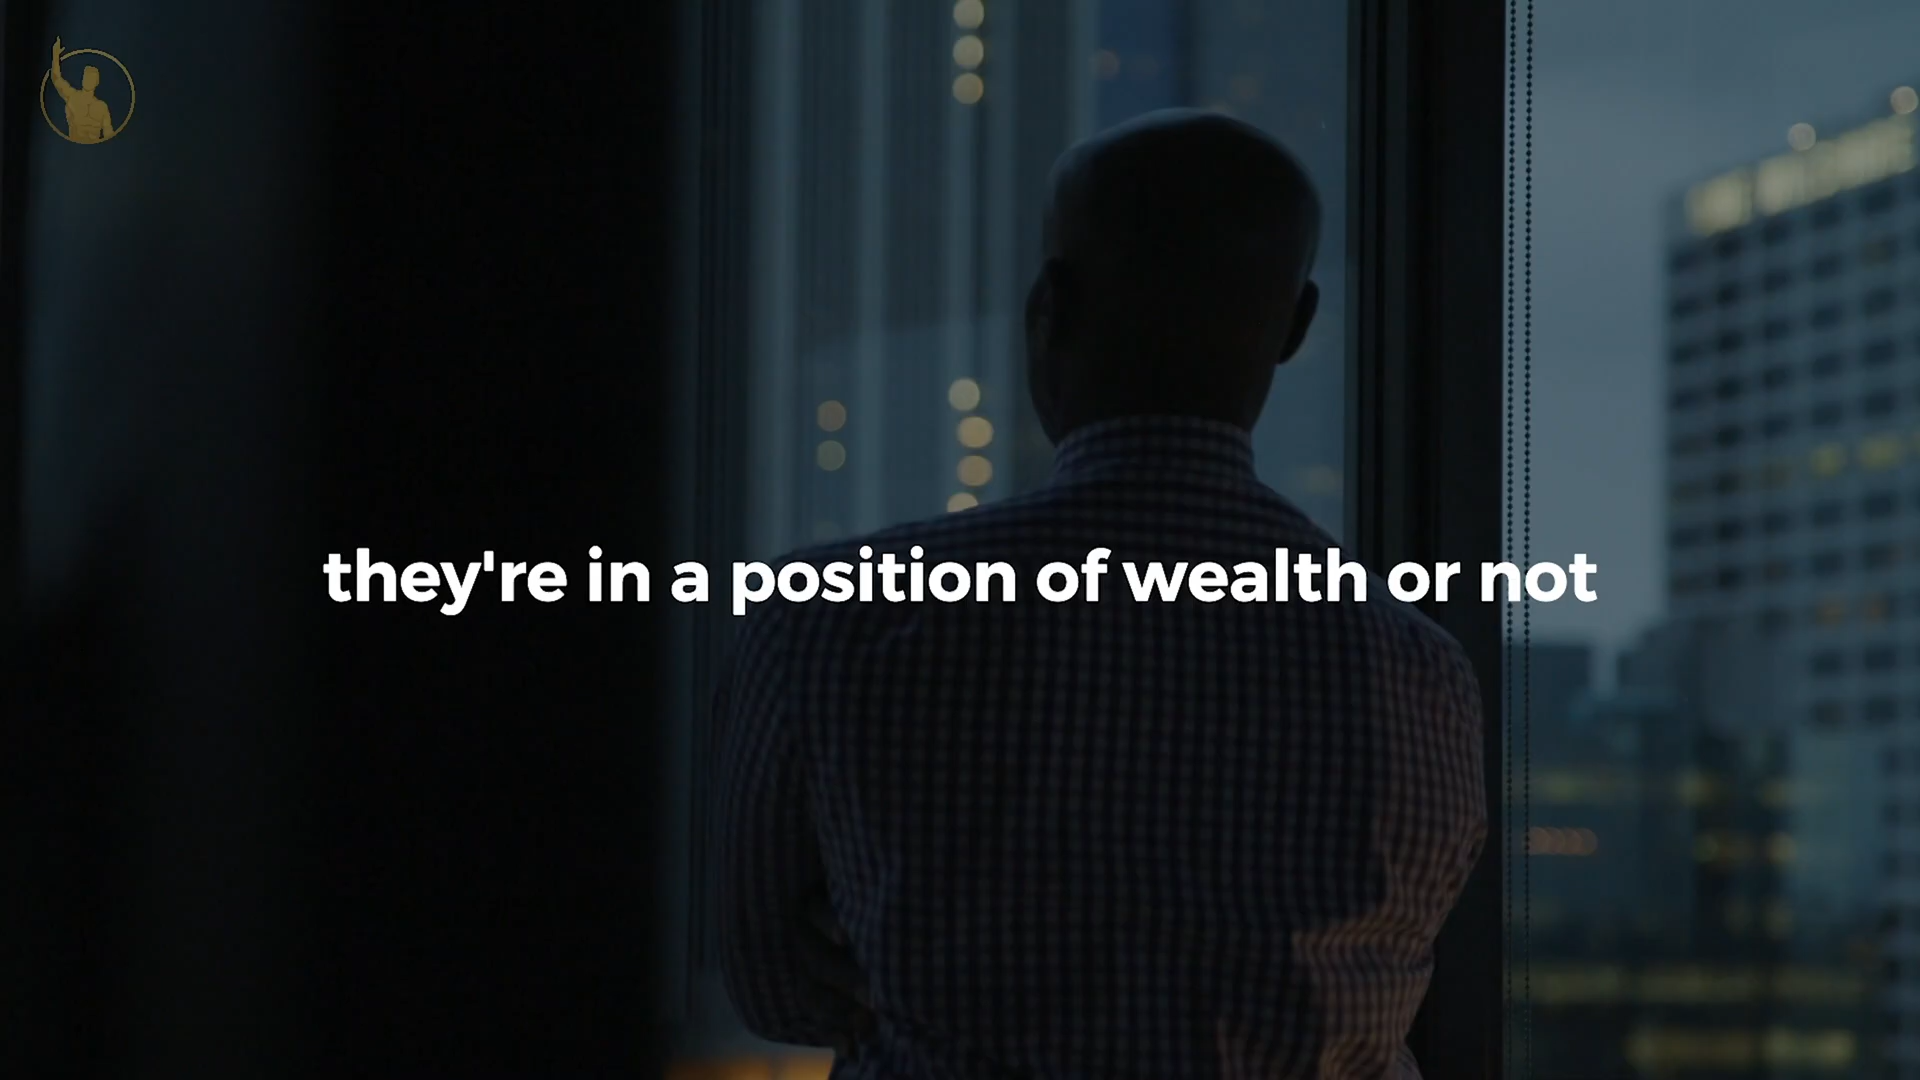 they're in a position of wealth or not